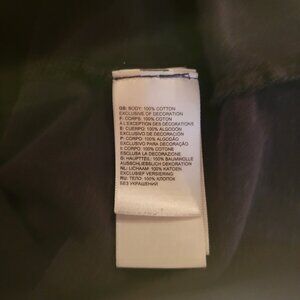 GB: BODY: 100% COTTON
EXCLUSIVE OF DECORATION
F: CORPS: 100% COTON
A L'EXCEPTION DES DÉCORATIONS
E: CUERPO: 100% ALGODÓN
EXCLUSIVO DE DECORACIÓN
P: CORPO: 100% ALGODÃO
EXCLUSIVO PARA DECORAÇÃO
I: CORPO: 100% COTONE
ESCLUSA LA DECORAZIONE
G: HAUPTTEIL: 100% BAUMWOLLE
AUSSCHLIESSLICH DEKORATION
NL: LICHAAM: 100% KATOEN
EXCLUSIEF VERSIERING
RU: ТЕЛО: 100% ХЛОПОК
БЕЗ УКРАШЕНИЙ